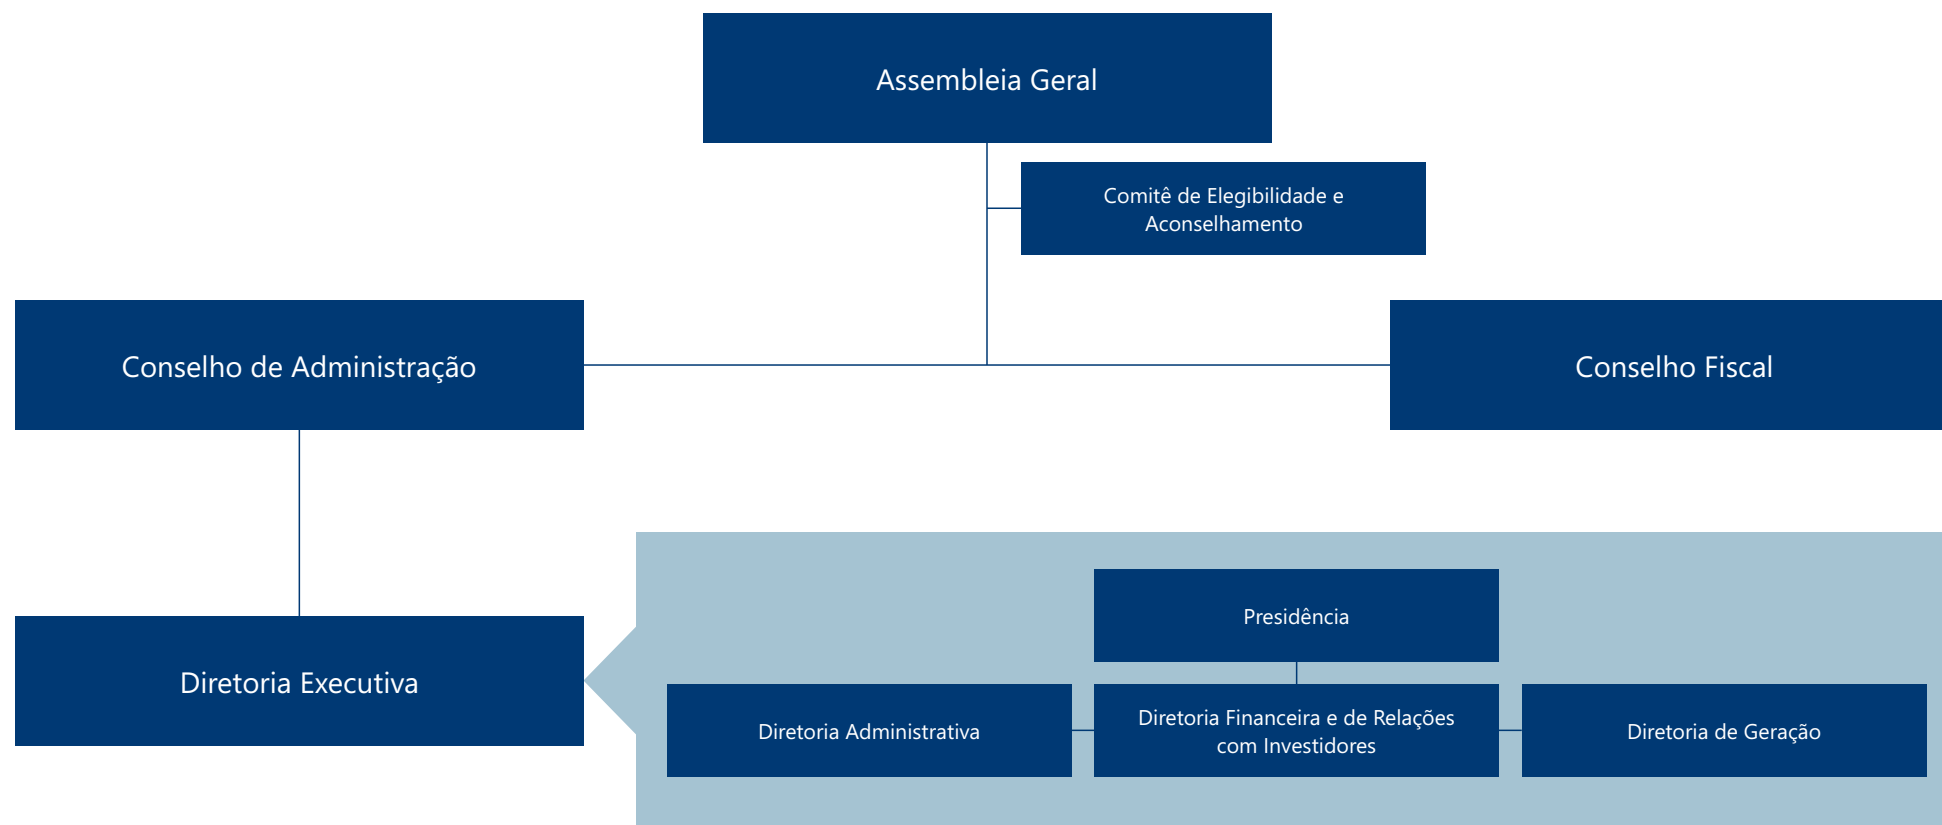 Assembleia Geral
Comitê de Elegibilidade e
Aconselhamento
Conselho de Administração
Conselho Fiscal
Diretoria Executiva
Presidência
Diretoria Administrativa
Diretoria Financeira e de Relações
com Investidores
Diretoria de Geração